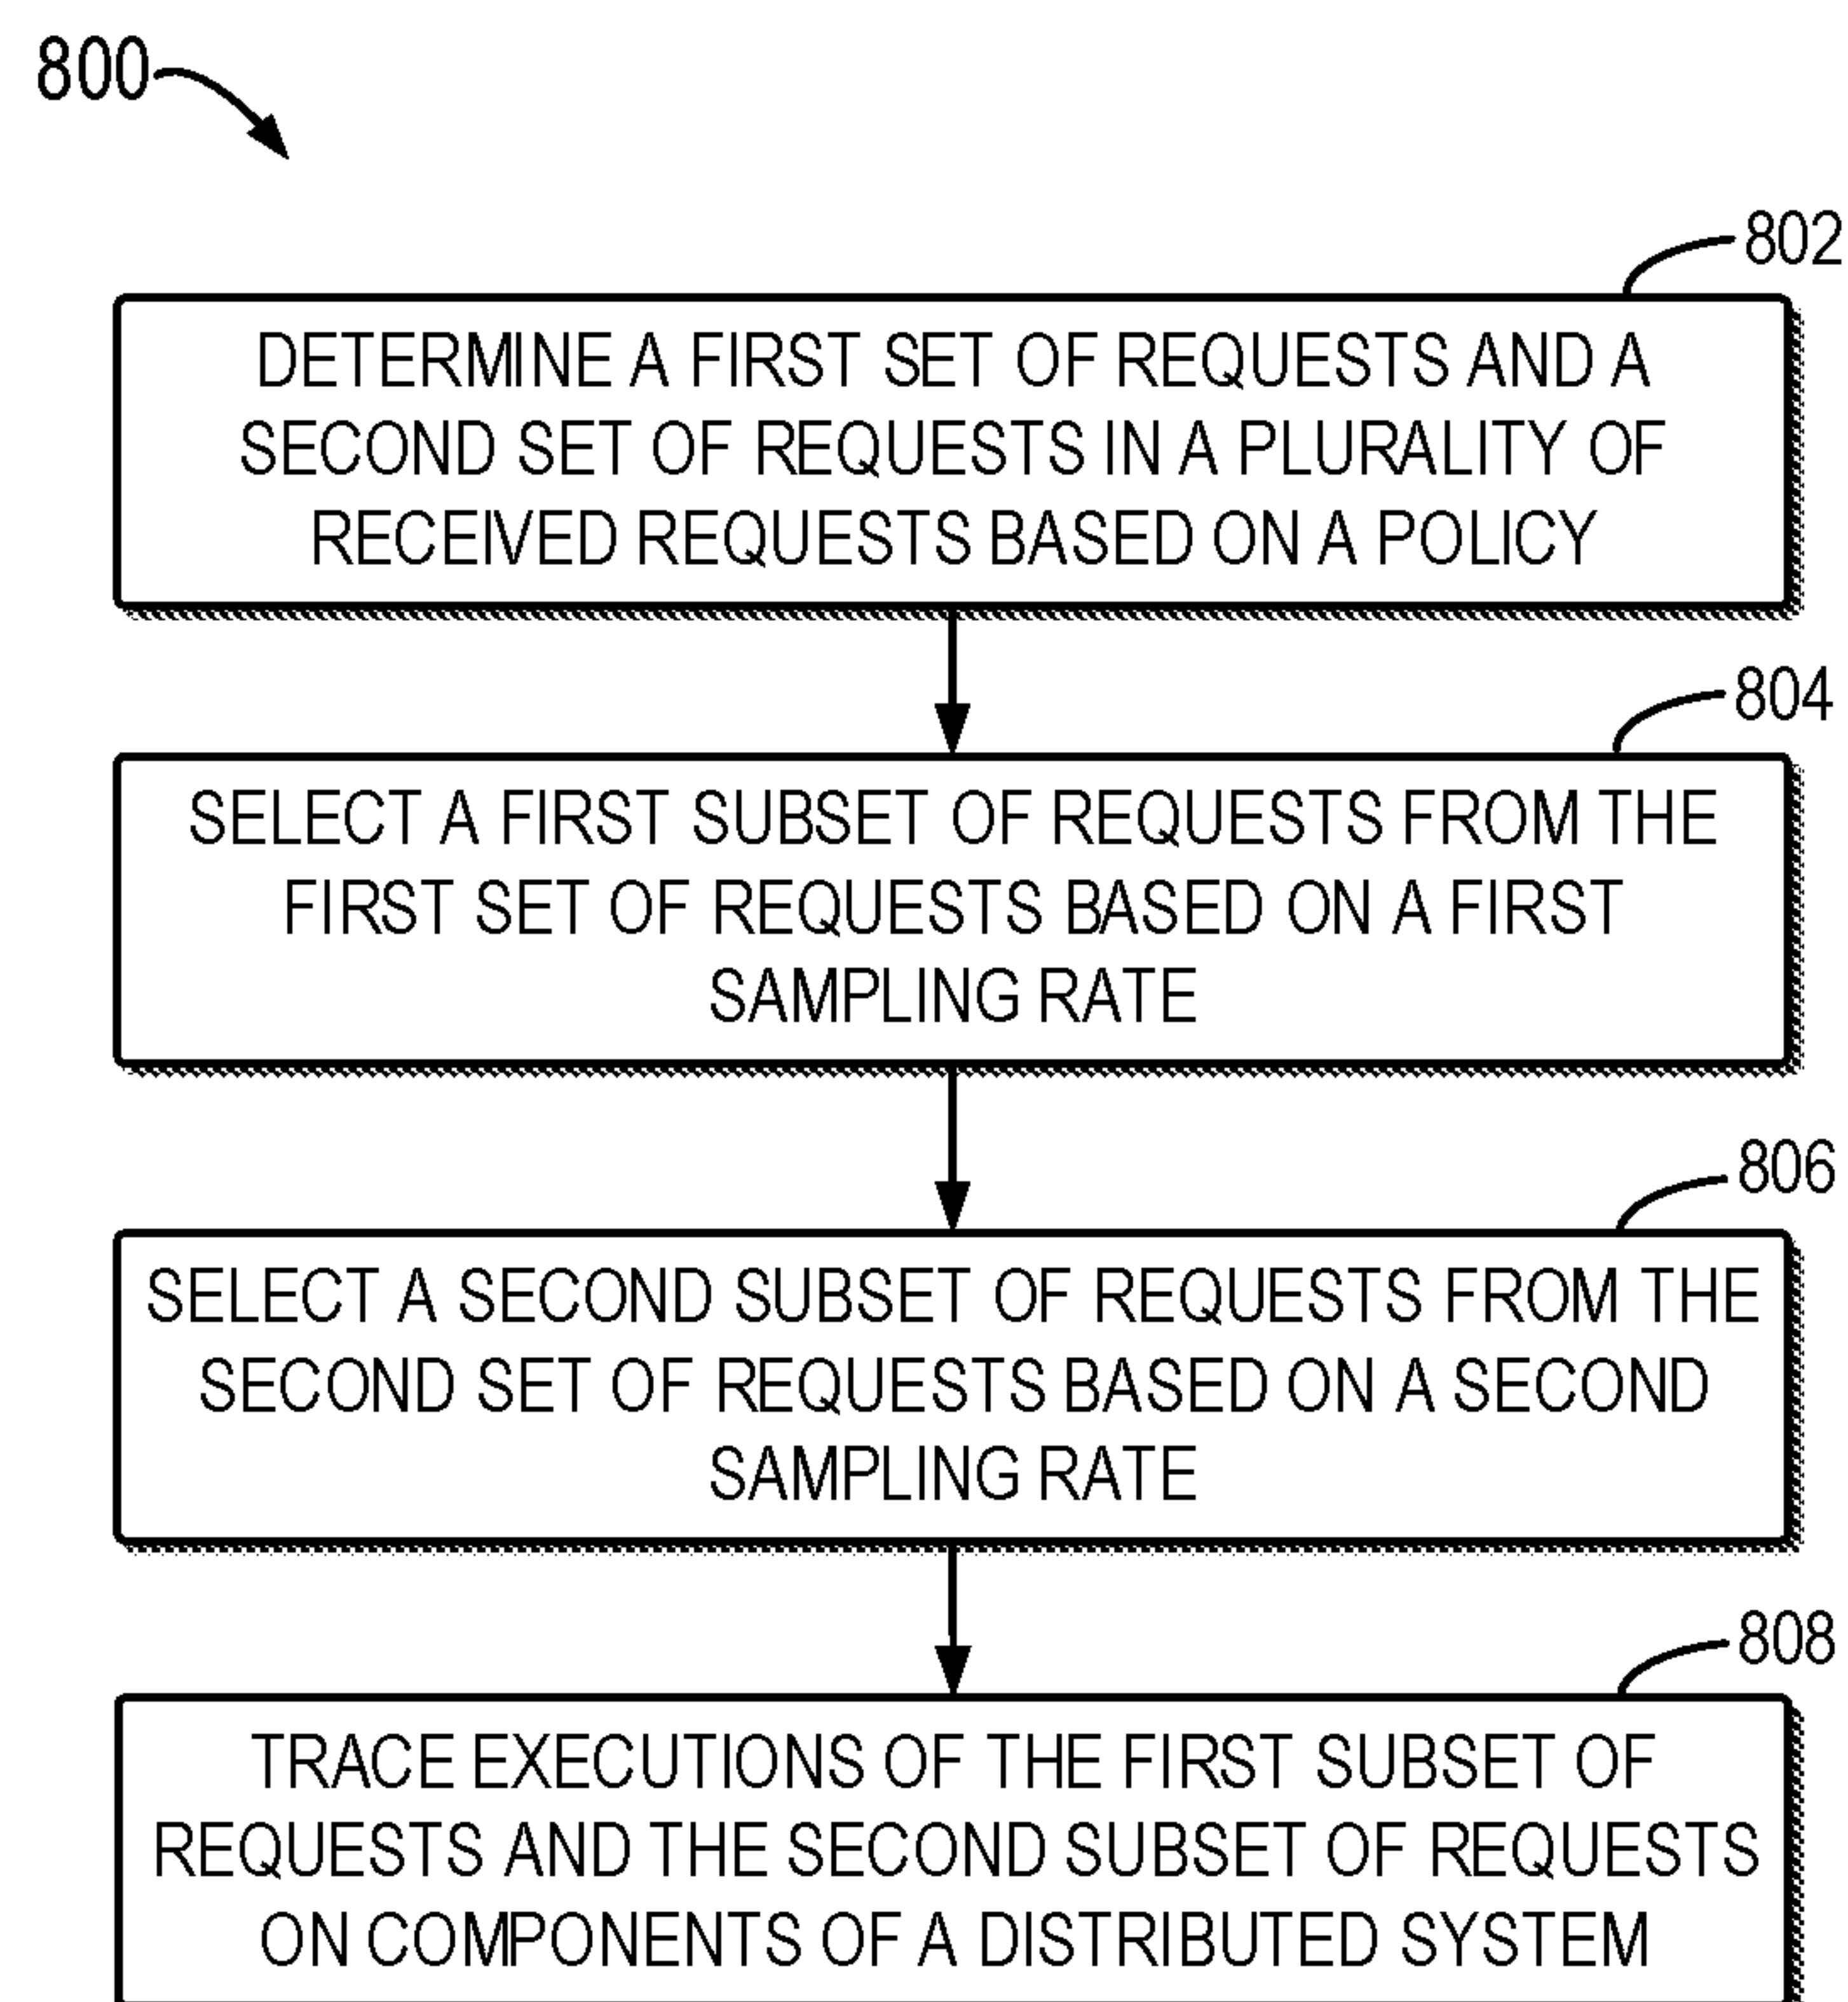 800
802
DETERMINE A FIRST SET OF REQUESTS AND A
SECOND SET OF REQUESTS IN A PLURALITY OF
RECEIVED REQUESTS BASED ON A POLICY
804
SELECT A FIRST SUBSET OF REQUESTS FROM THE
FIRST SET OF REQUESTS BASED ON A FIRST
SAMPLING RATE
806
SELECT A SECOND SUBSET OF REQUESTS FROM THE
SECOND SET OF REQUESTS BASED ON A SECOND
SAMPLING RATE
808
TRACE EXECUTIONS OF THE FIRST SUBSET OF
REQUESTS AND THE SECOND SUBSET OF REQUESTS
ON COMPONENTS OF A DISTRIBUTED SYSTEM